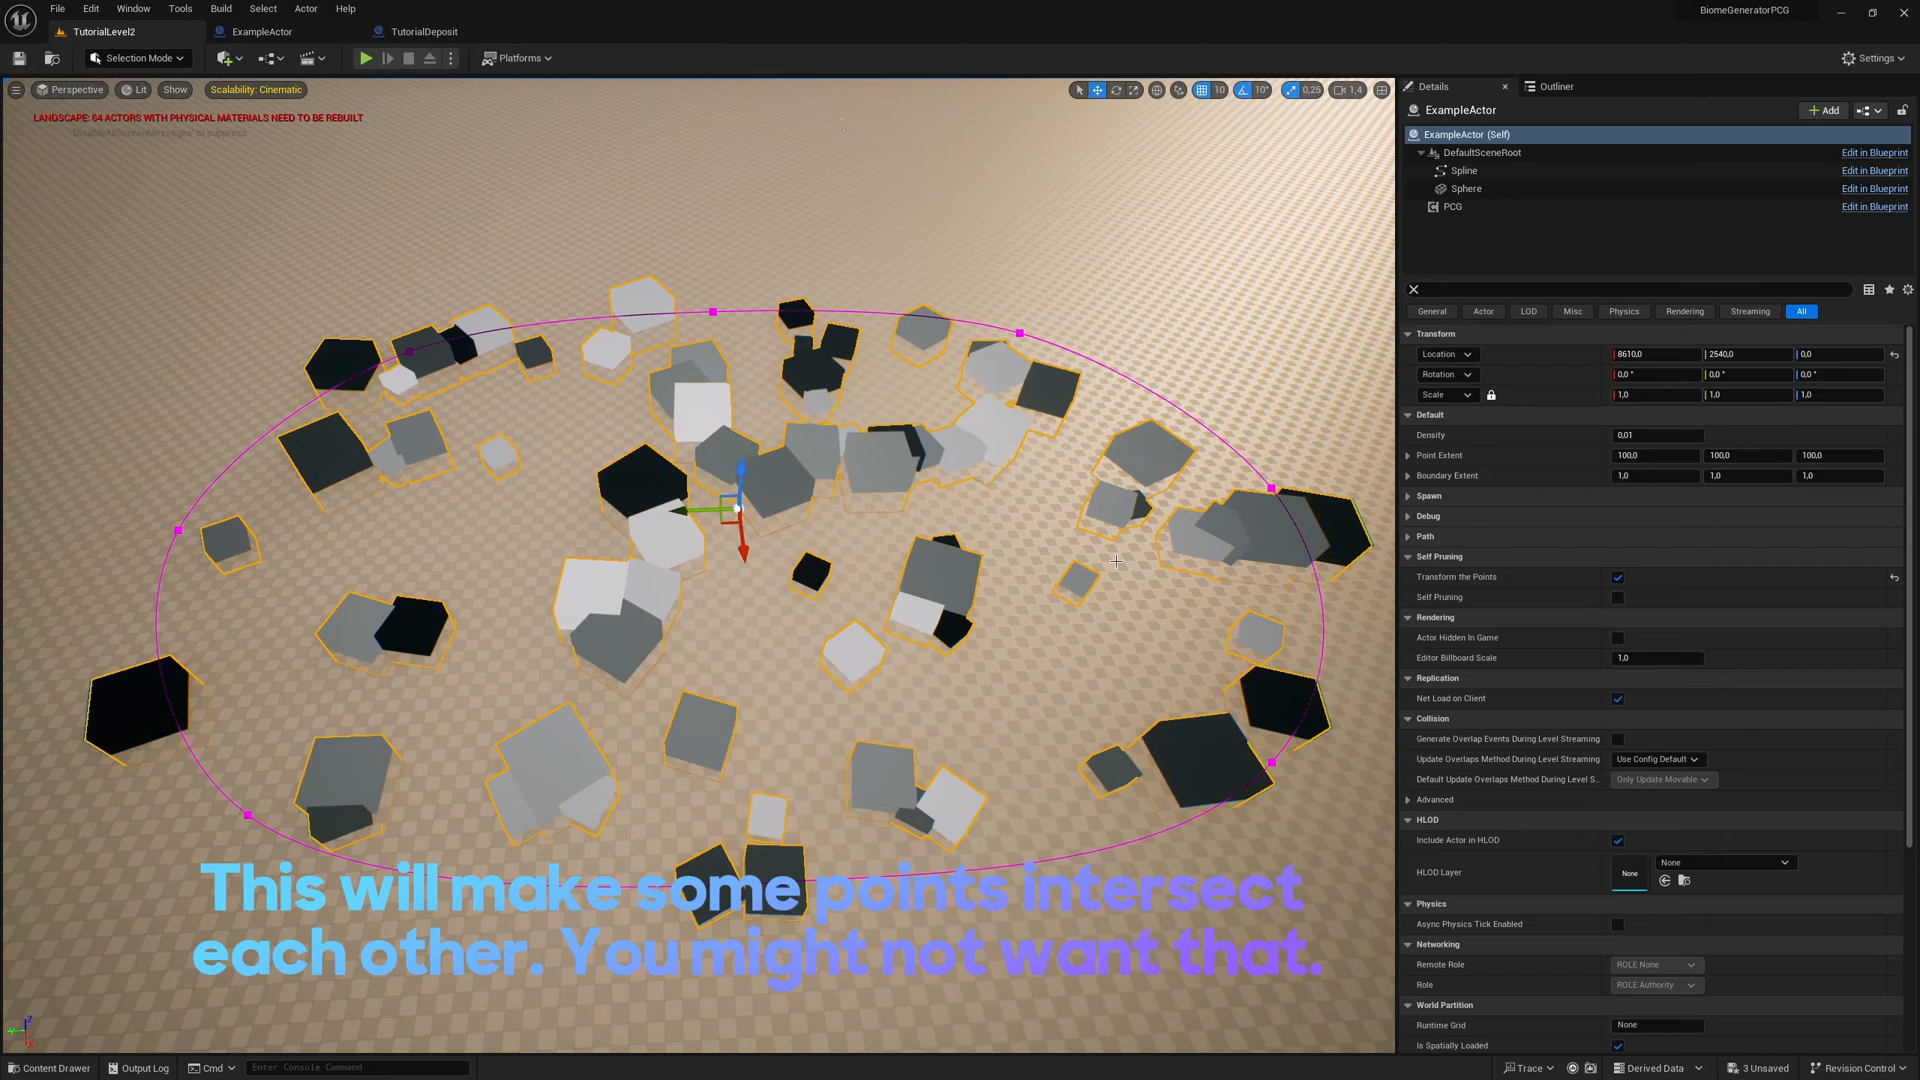 File Edit Window Tools Build Select Actor Help
BiomeGeneratorPCG
TutorialLevel2 ExampleActor TutorialDeposit
Selection Mode Platforms Settings
Perspective Lit Show Scalability: Cinematic 10 10° 0,25 1,4
LANDSCAPE: 64 ACTORS WITH PHYSICAL MATERIALS NEED TO BE REBUILT
'DisableAllScreenMessages' to suppress
This will make some points intersect
each other. You might not want that.
Details Outliner
ExampleActor Add
ExampleActor (Self)
DefaultSceneRoot Edit in Blueprint
Spline Edit in Blueprint
Sphere Edit in Blueprint
PCG Edit in Blueprint
General Actor LOD Misc Physics Rendering Streaming All
Transform
Location 8610,0 2540,0 0,0
Rotation 0,0 ° 0,0 ° 0,0 °
Scale 1,0 1,0 1,0
Default
Density 0,01
Point Extent 100,0 100,0 100,0
Boundary Extent 1,0 1,0 1,0
Spawn
Debug
Path
Self Pruning
Transform the Points
Self Pruning
Rendering
Actor Hidden In Game
Editor Billboard Scale 1,0
Replication
Net Load on Client
Collision
Generate Overlap Events During Level Streaming
Update Overlaps Method During Level Streaming Use Config Default
Default Update Overlaps Method During Level S... Only Update Movable
Advanced
HLOD
Include Actor in HLOD
HLOD Layer None None
Physics
Async Physics Tick Enabled
Networking
Remote Role ROLE None
Role ROLE Authority
World Partition
Runtime Grid None
Is Spatially Loaded
Content Drawer Output Log Cmd Enter Console Command Trace Derived Data 3 Unsaved Revision Control